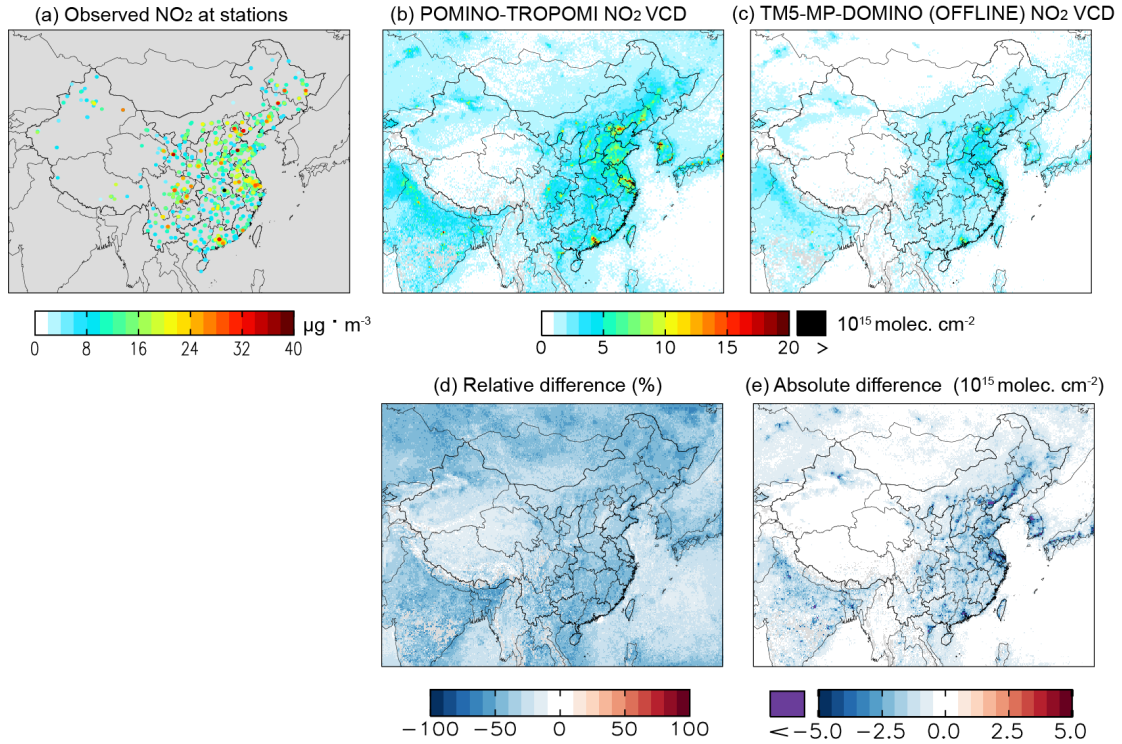 (a) Observed NO₂ at stations
(b) POMINO-TROPOMI NO₂ VCD
(c) TM5-MP-DOMINO (OFFLINE) NO₂ VCD
0 8 16 24 32 40
µg · m⁻³
0 5 10 15 20 >
10¹⁵ molec. cm⁻²
(d) Relative difference (%)
(e) Absolute difference (10¹⁵ molec. cm⁻²)
−100 −50 0 50 100
< −5.0 −2.5 0.0 2.5 5.0